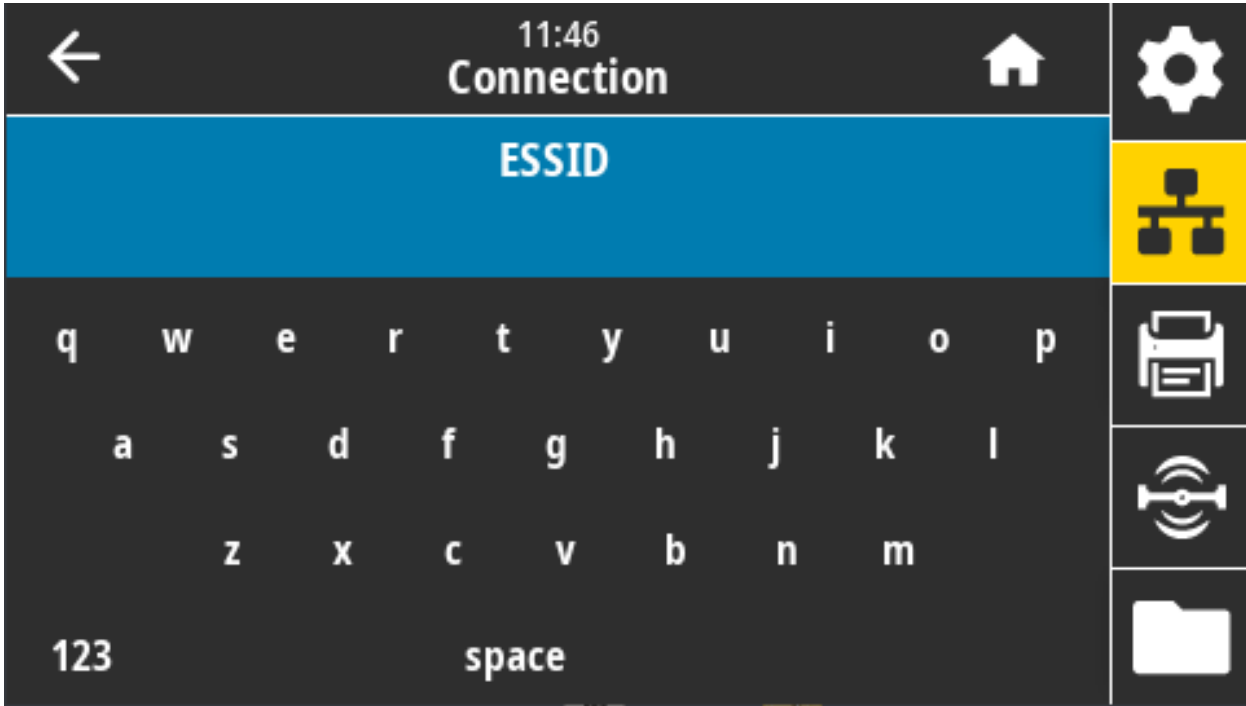 11:46
Connection
ESSID
q w e r t y u i o p
a s d f g h j k l
z x c v b n m
123 space